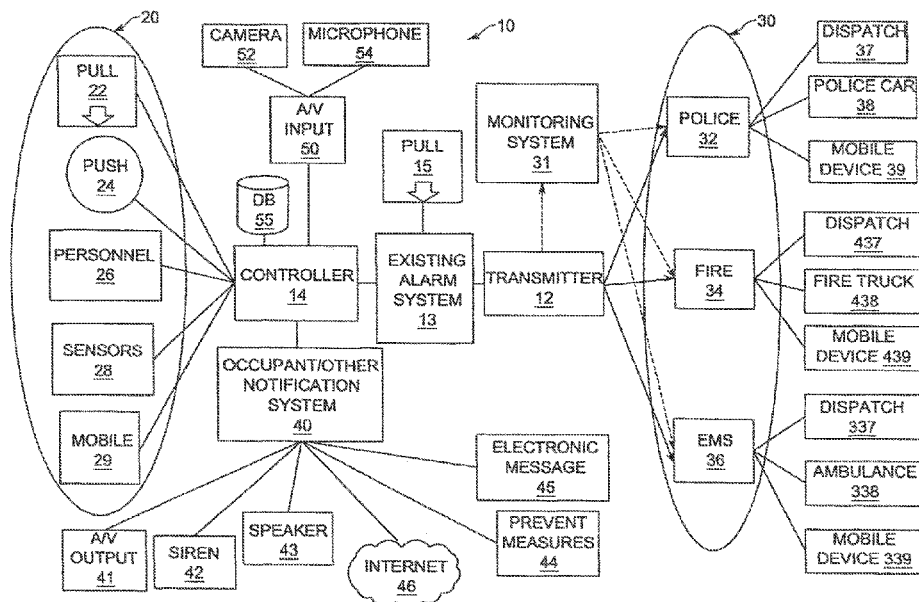 20
CAMERA
52
MICROPHONE
54
10
30
DISPATCH
37
PULL
22
A/V
INPUT
50
PULL
15
MONITORING
SYSTEM
31
POLICE
32
POLICE CAR
38
PUSH
24
DB
55
MOBILE
DEVICE 39
PERSONNEL
26
CONTROLLER
14
EXISTING
ALARM
SYSTEM
13
TRANSMITTER
12
FIRE
34
DISPATCH
437
FIRE TRUCK
438
SENSORS
28
OCCUPANT/OTHER
NOTIFICATION
SYSTEM
40
MOBILE
DEVICE 439
MOBILE
29
ELECTRONIC
MESSAGE
45
EMS
36
DISPATCH
337
AMBULANCE
338
A/V
OUTPUT
41
SIREN
42
SPEAKER
43
INTERNET
46
PREVENT
MEASURES
44
MOBILE
DEVICE 339